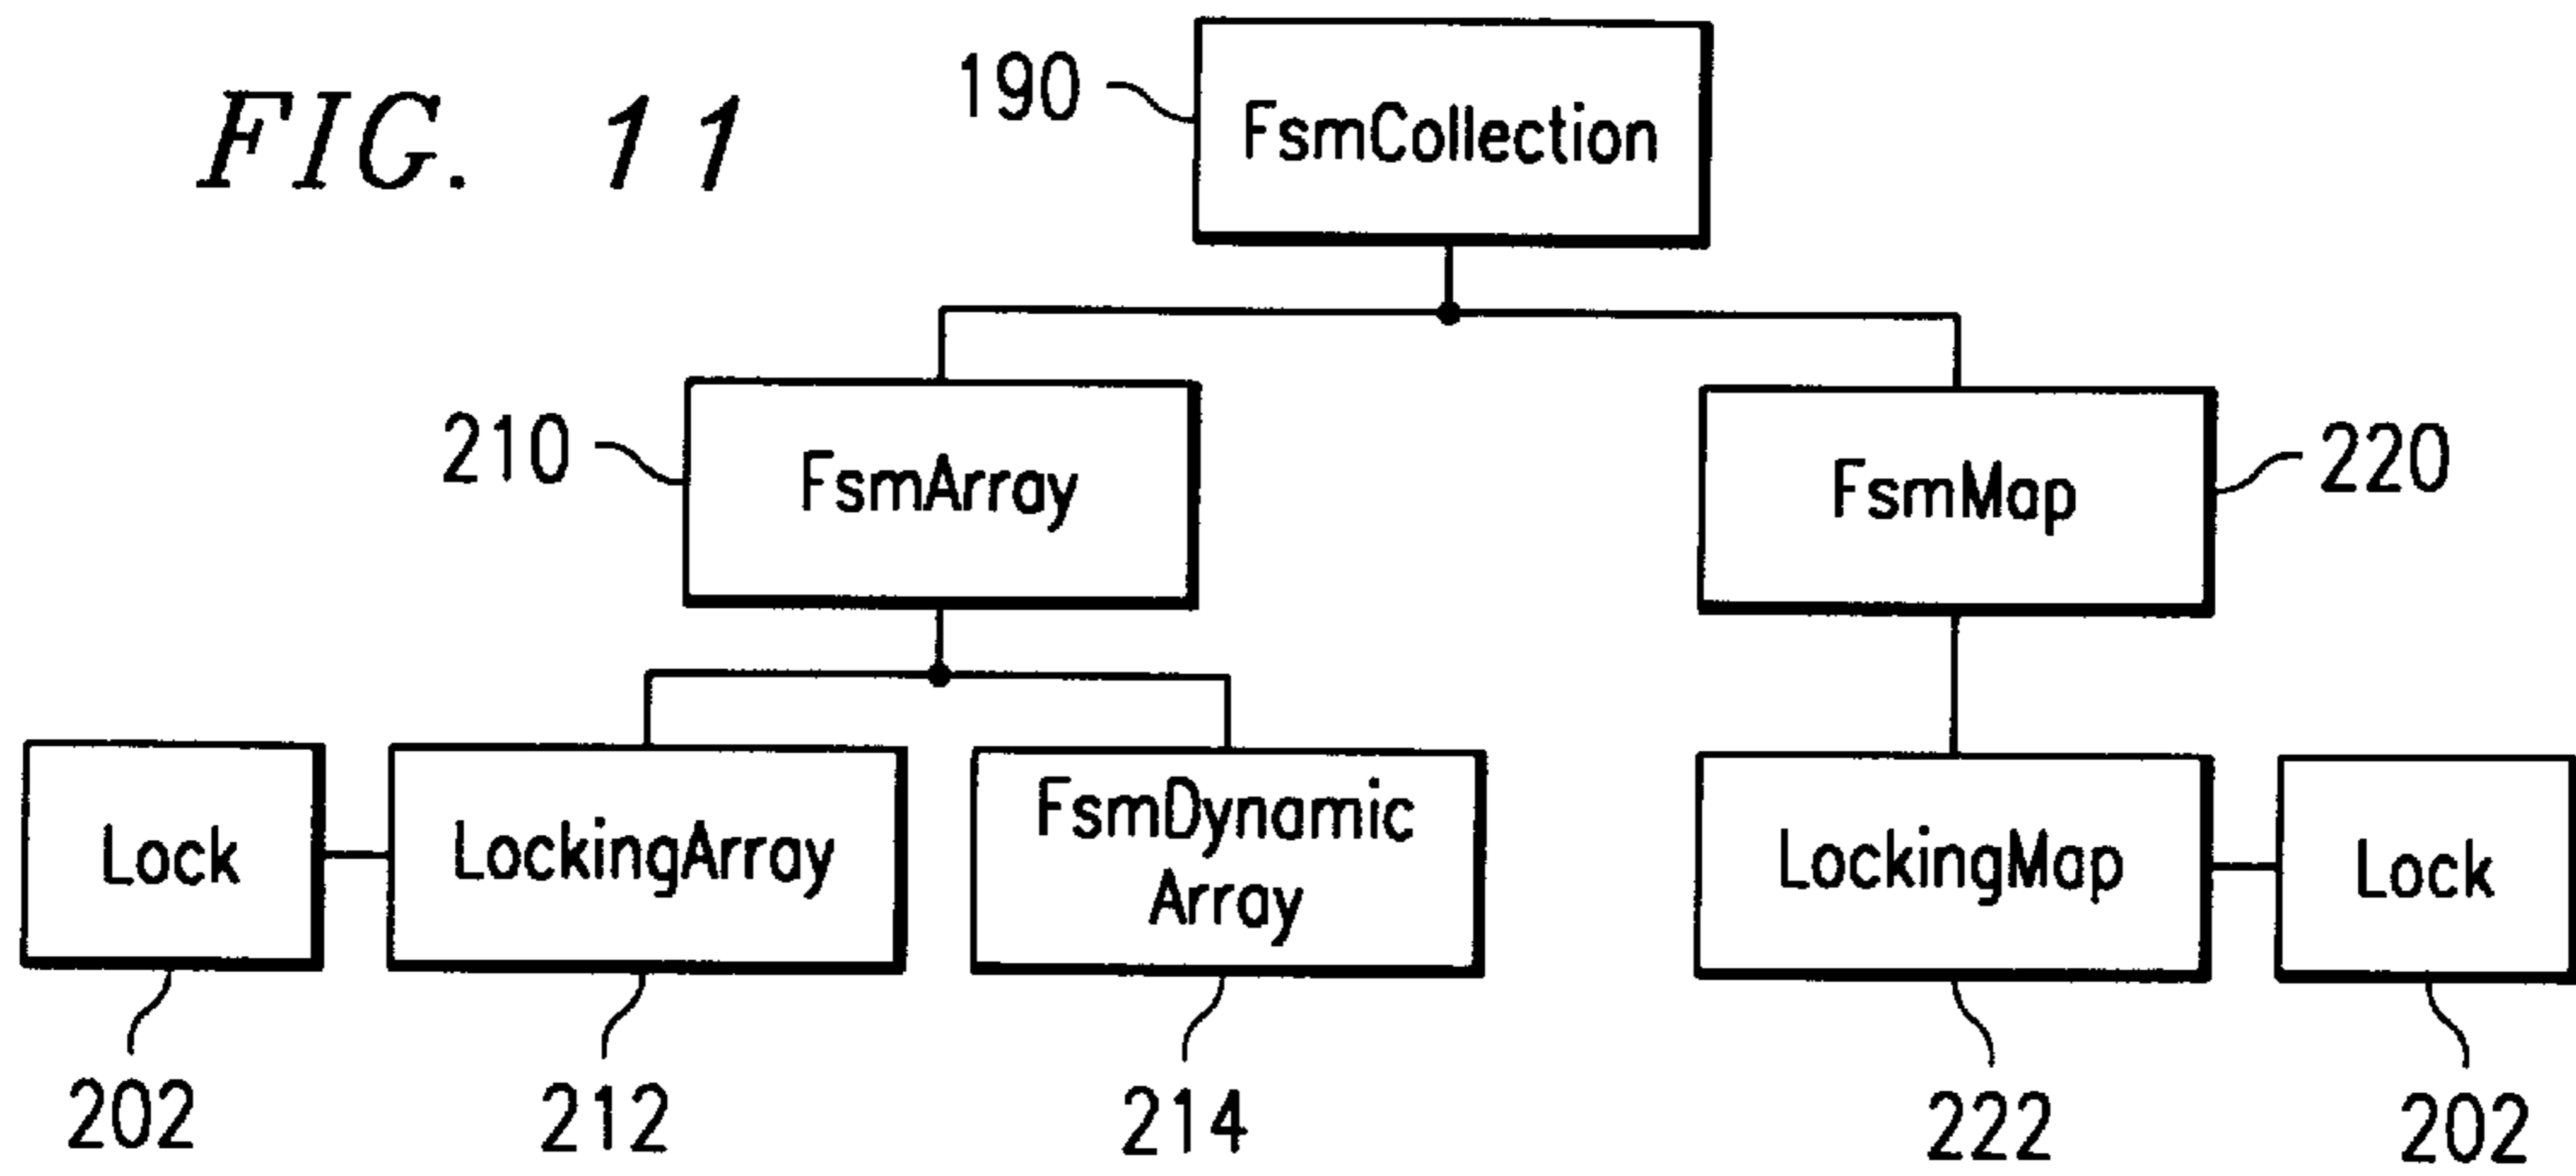 FIG. 11
190
FsmCollection
210
FsmArray
FsmMap
220
Lock
LockingArray
FsmDynamic
Array
LockingMap
Lock
202
212
214
222
202